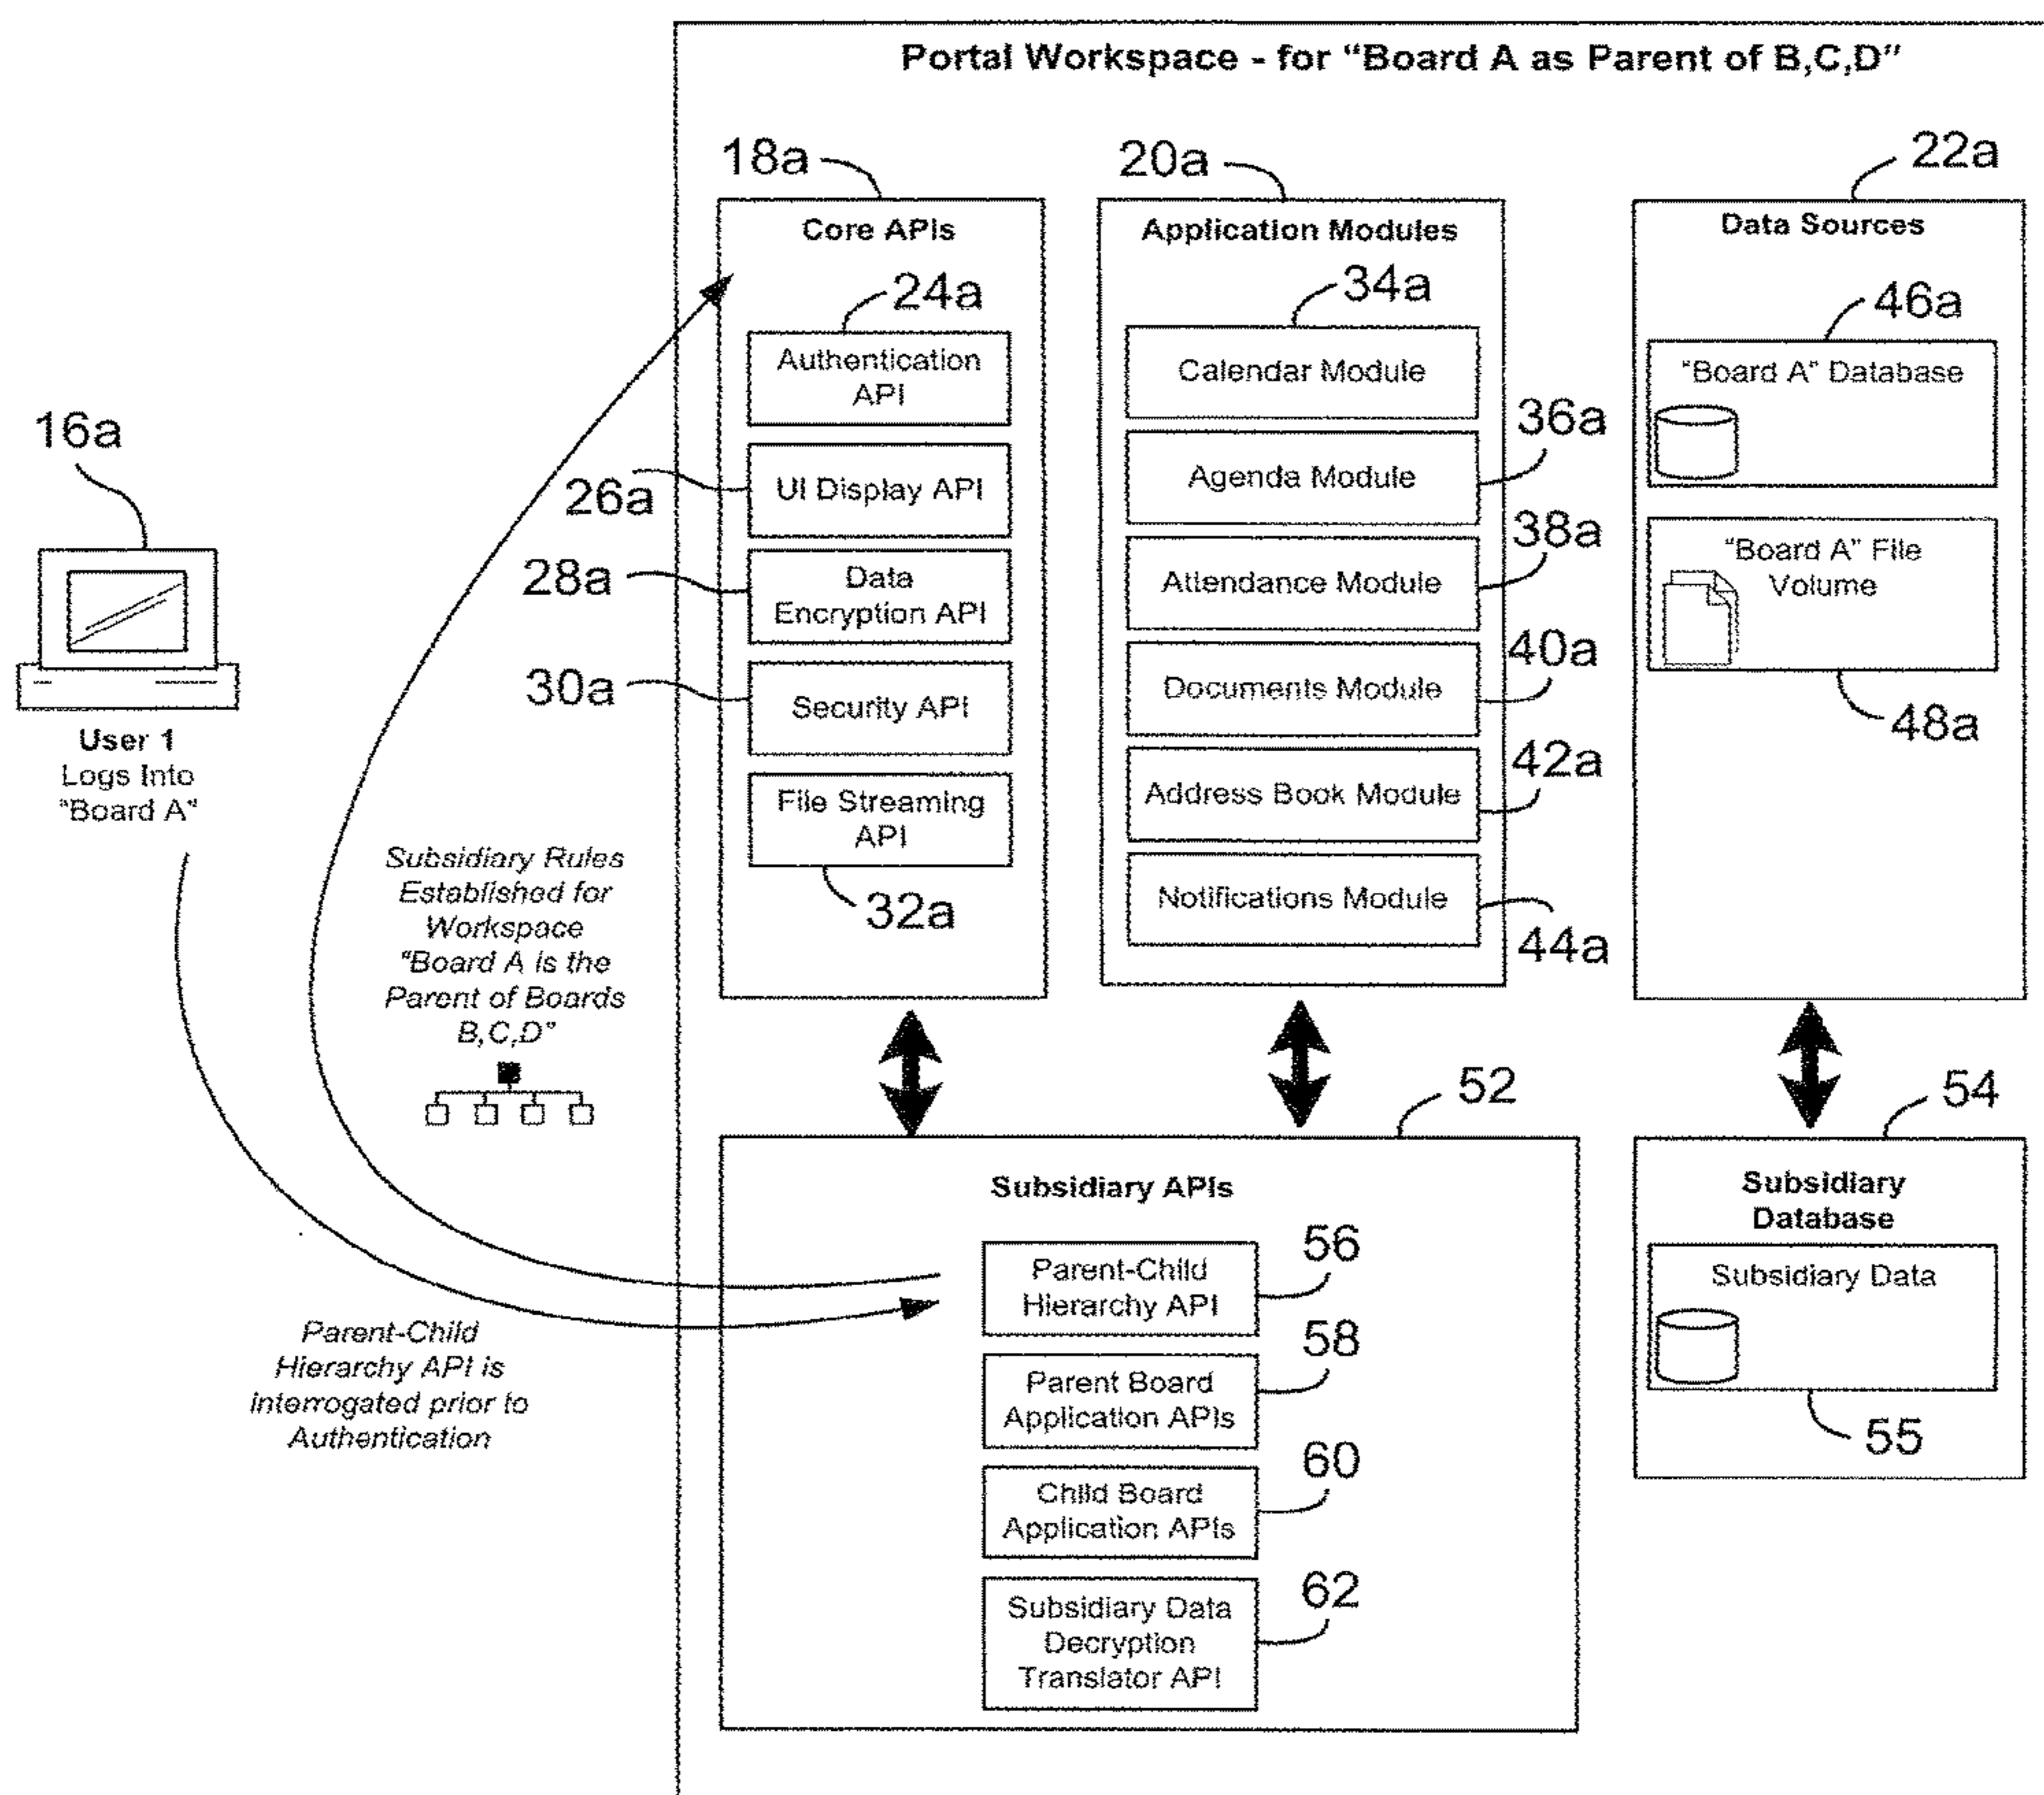 Portal Workspace - for “Board A as Parent of B,C,D”
18a
20a
22a
Core APIs
Application Modules
Data Sources
24a
Authentication
API
26a
UI Display API
28a
Data
Encryption API
30a
Security API
File Streaming
API
32a
34a
Calendar Module
36a
Agenda Module
38a
Attendance Module
40a
Documents Module
42a
Address Book Module
Notifications Module
44a
46a
“Board A” Database
“Board A” File
Volume
48a
16a
User 1
Logs Into
“Board A”
Subsidiary Rules
Established for
Workspace
“Board A is the
Parent of Boards
B,C,D”
Parent-Child
Hierarchy API is
interrogated prior to
Authentication
52
Subsidiary APIs
56
Parent-Child
Hierarchy API
58
Parent Board
Application APIs
60
Child Board
Application APIs
62
Subsidiary Data
Decryption
Translator API
54
Subsidiary
Database
Subsidiary Data
55